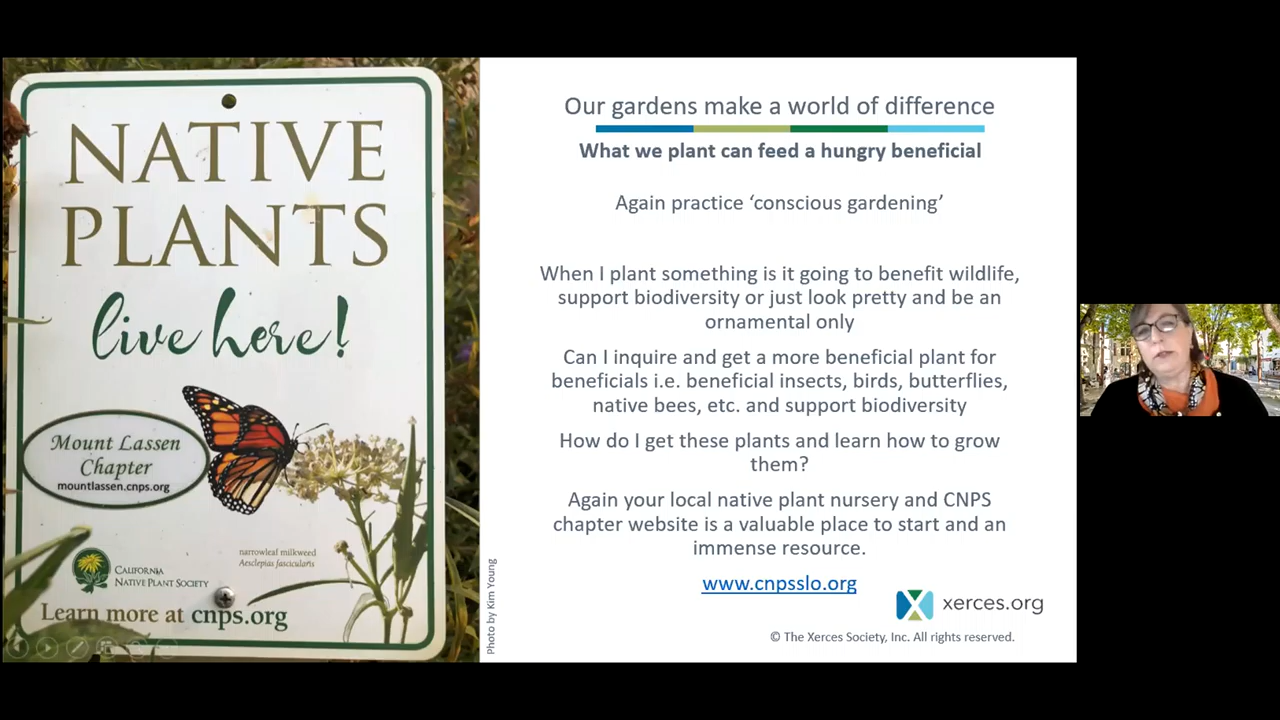 NATIVE
PLANTS
live here!
Mount Lassen
Chapter
mountlassen.cnps.org
narrowleaf milkweed
Asclepias fascicularis
CALIFORNIA
NATIVE PLANT SOCIETY
Learn more at cnps.org
Photo by Kim Young
Our gardens make a world of difference
What we plant can feed a hungry beneficial
Again practice ‘conscious gardening’
When I plant something is it going to benefit wildlife,
support biodiversity or just look pretty and be an
ornamental only
Can I inquire and get a more beneficial plant for
beneficials i.e. beneficial insects, birds, butterflies,
native bees, etc. and support biodiversity
How do I get these plants and learn how to grow
them?
Again your local native plant nursery and CNPS
chapter website is a valuable place to start and an
immense resource.
www.cnpsslo.org
xerces.org
© The Xerces Society, Inc. All rights reserved.